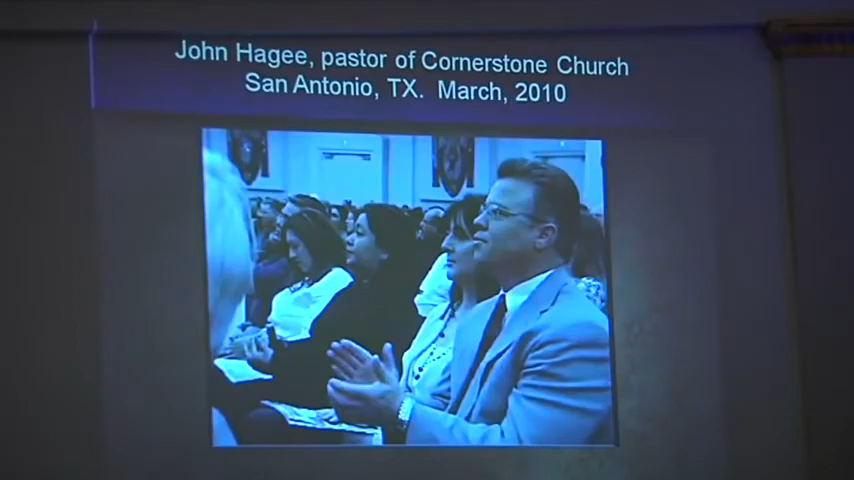 John Hagee, pastor of Cornerstone Church
San Antonio, TX.  March, 2010